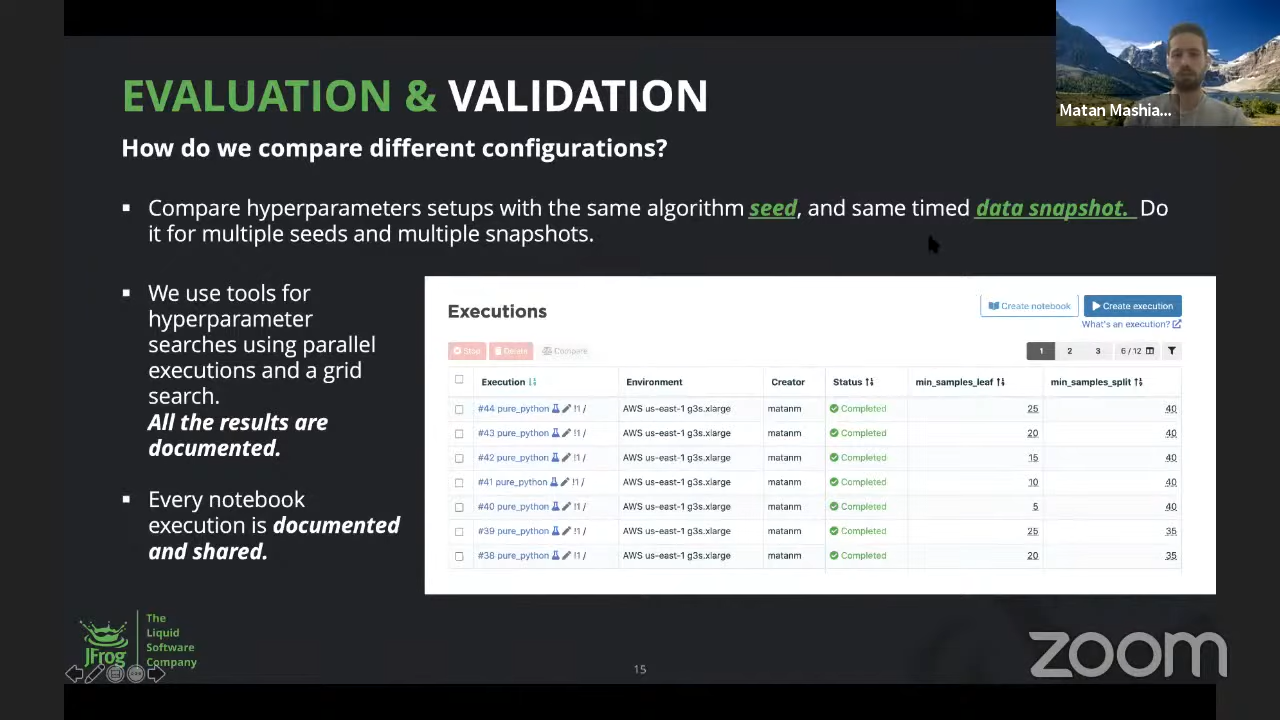 EVALUATION & VALIDATION
How do we compare different configurations?
▪ Compare hyperparameters setups with the same algorithm seed, and same timed data snapshot. Do
it for multiple seeds and multiple snapshots.
▪ We use tools for
hyperparameter
searches using parallel
executions and a grid
search.
All the results are
documented.
▪ Every notebook
execution is documented
and shared.
Executions
Create notebook Create execution
What's an execution?
Stop Delete Compare
1 2 3 6 / 12
Execution Environment Creator Status min_samples_leaf min_samples_split
#44 pure_python !1 / AWS us-east-1 g3s.xlarge matanm Completed 25 40
#43 pure_python !1 / AWS us-east-1 g3s.xlarge matanm Completed 20 40
#42 pure_python !1 / AWS us-east-1 g3s.xlarge matanm Completed 15 40
#41 pure_python !1 / AWS us-east-1 g3s.xlarge matanm Completed 10 40
#40 pure_python !1 / AWS us-east-1 g3s.xlarge matanm Completed 5 40
#39 pure_python !1 / AWS us-east-1 g3s.xlarge matanm Completed 25 35
#38 pure_python !1 / AWS us-east-1 g3s.xlarge matanm Completed 20 35
Matan Mashia...
JFrog
The
Liquid
Software
Company
15
zoom